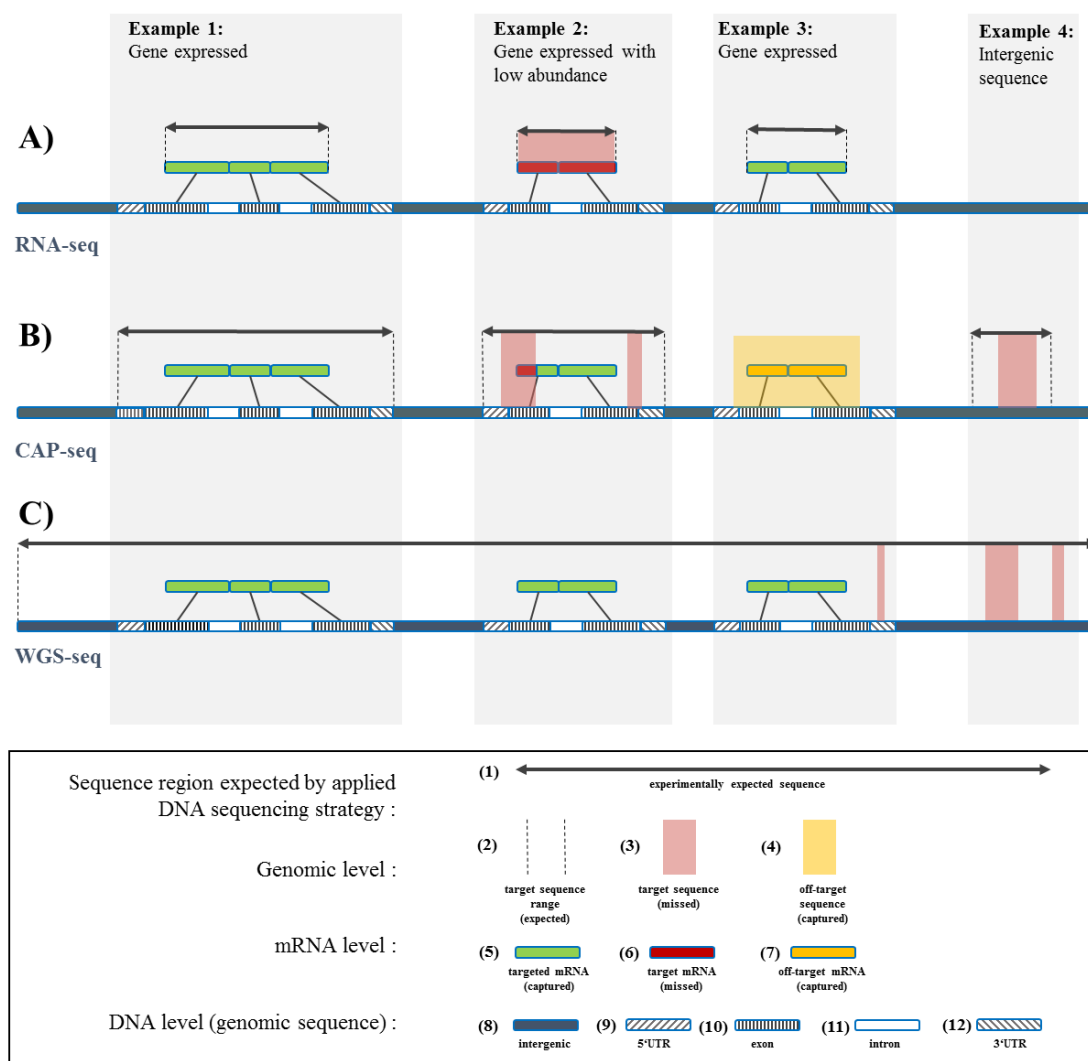 Example 1:
Gene expressed
Example 2:
Gene expressed with
low abundance
Example 3:
Gene expressed
Example 4:
Intergenic
sequence
A)
RNA-seq
B)
CAP-seq
C)
WGS-seq
Sequence region expected by applied
DNA sequencing strategy :
(1)
experimentally expected sequence
Genomic level :
(2)
target sequence
range
(expected)
(3)
target sequence
(missed)
(4)
off-target
sequence
(captured)
mRNA level :
(5)
targeted mRNA
(captured)
(6)
target mRNA
(missed)
(7)
off-target mRNA
(captured)
DNA level (genomic sequence) :
(8)
intergenic
(9)
5‘UTR
(10)
exon
(11)
intron
(12)
3‘UTR